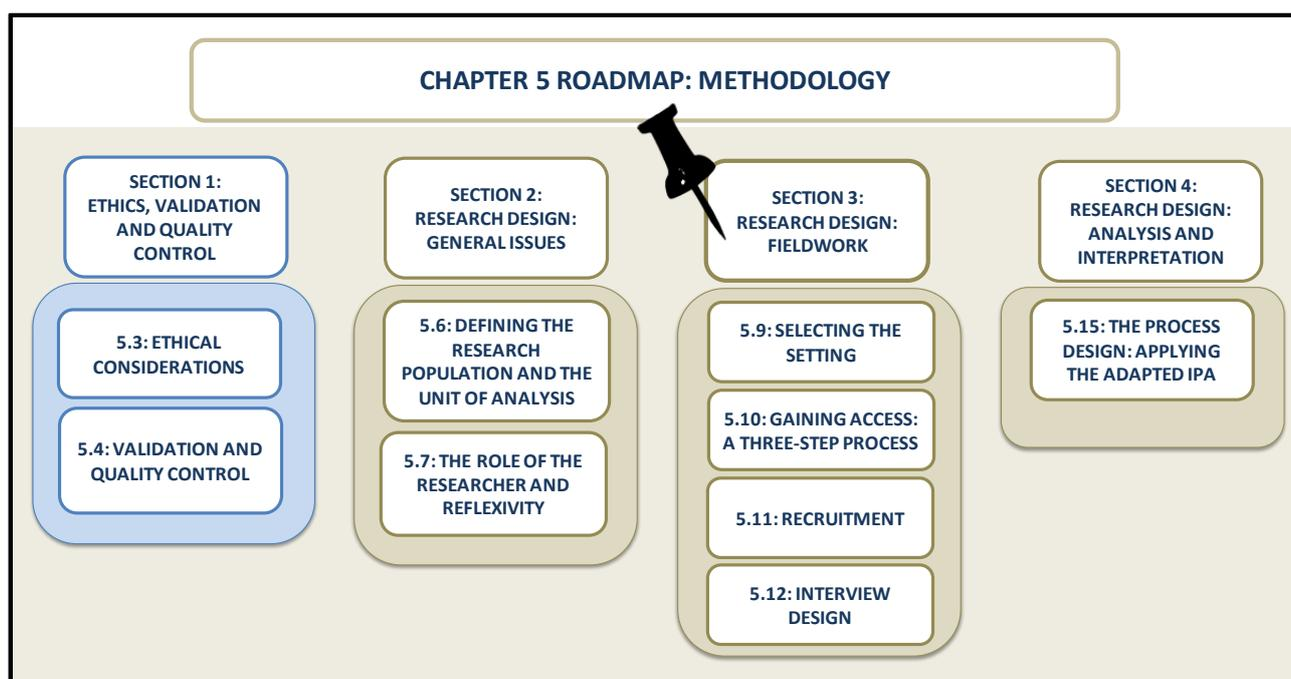 CHAPTER 5 ROADMAP: METHODOLOGY
SECTION 1:
ETHICS, VALIDATION
AND QUALITY
CONTROL
5.3: ETHICAL
CONSIDERATIONS
5.4: VALIDATION AND
QUALITY CONTROL
SECTION 2:
RESEARCH DESIGN:
GENERAL ISSUES
5.6: DEFINING THE
RESEARCH
POPULATION AND THE
UNIT OF ANALYSIS
5.7: THE ROLE OF THE
RESEARCHER AND
REFLEXIVITY
SECTION 3:
RESEARCH DESIGN:
FIELDWORK
5.9: SELECTING THE
SETTING
5.10: GAINING ACCESS:
A THREE-STEP PROCESS
5.11: RECRUITMENT
5.12: INTERVIEW
DESIGN
SECTION 4:
RESEARCH DESIGN:
ANALYSIS AND
INTERPRETATION
5.15: THE PROCESS
DESIGN: APPLYING
THE ADAPTED IPA